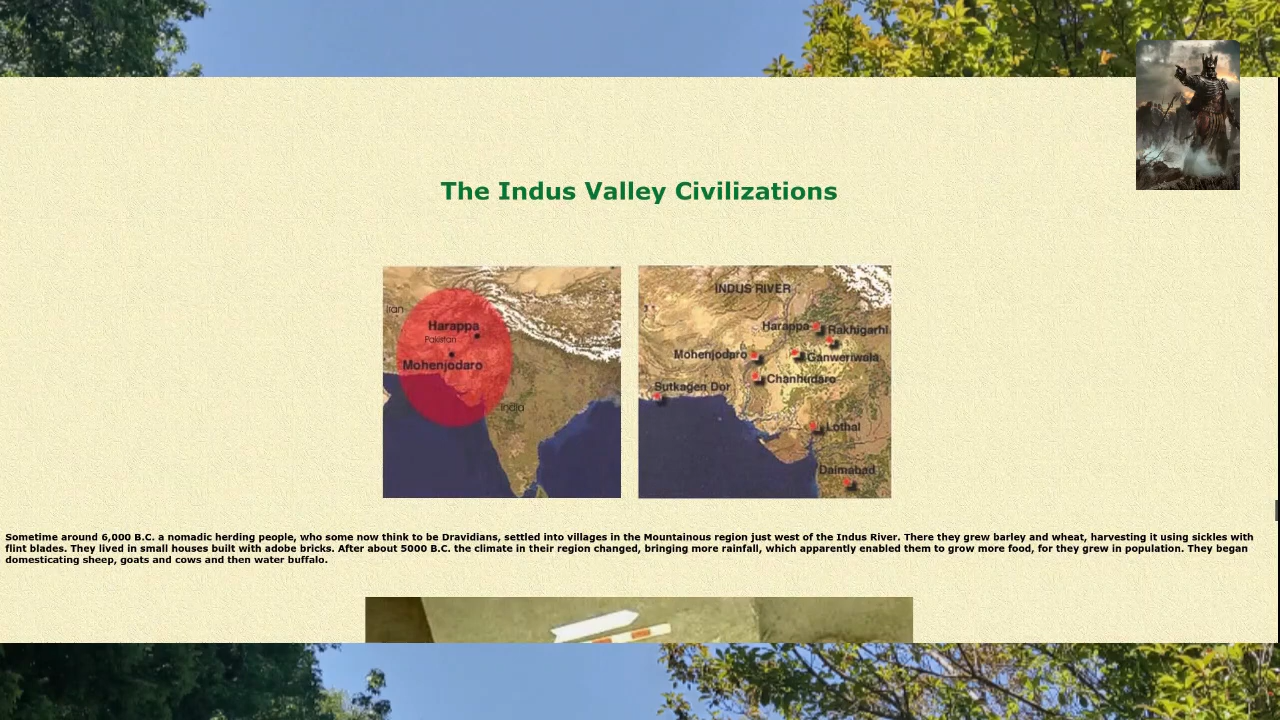 The Indus Valley Civilizations
Iran
Harappa
Pakistan
Mohenjodaro
India
INDUS RIVER
Harappa
Rakhigarhi
Mohenjodaro
Ganweriwala
Chanhudaro
Sutkagen Dor
Lothal
Daimabad
Sometime around 6,000 B.C. a nomadic herding people, who some now think to be Dravidians, settled into villages in the Mountainous region just west of the Indus River. There they grew barley and wheat, harvesting it using sickles with
flint blades. They lived in small houses built with adobe bricks. After about 5000 B.C. the climate in their region changed, bringing more rainfall, which apparently enabled them to grow more food, for they grew in population. They began
domesticating sheep, goats and cows and then water buffalo.